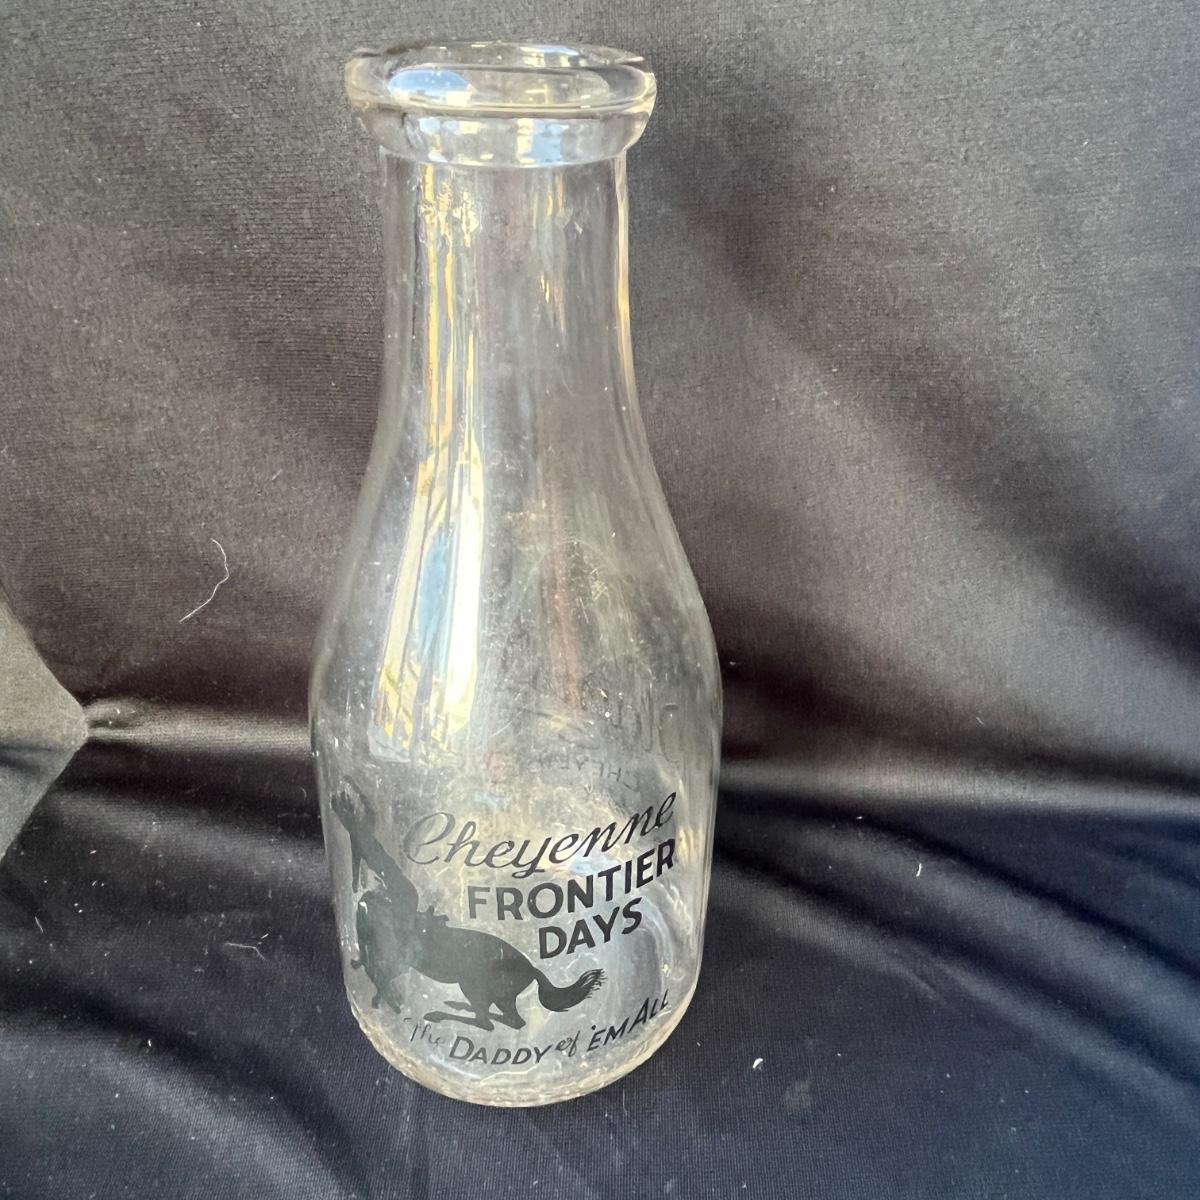 Cheyenne
FRONTIER
DAYS
The DADDY of 'EM ALL